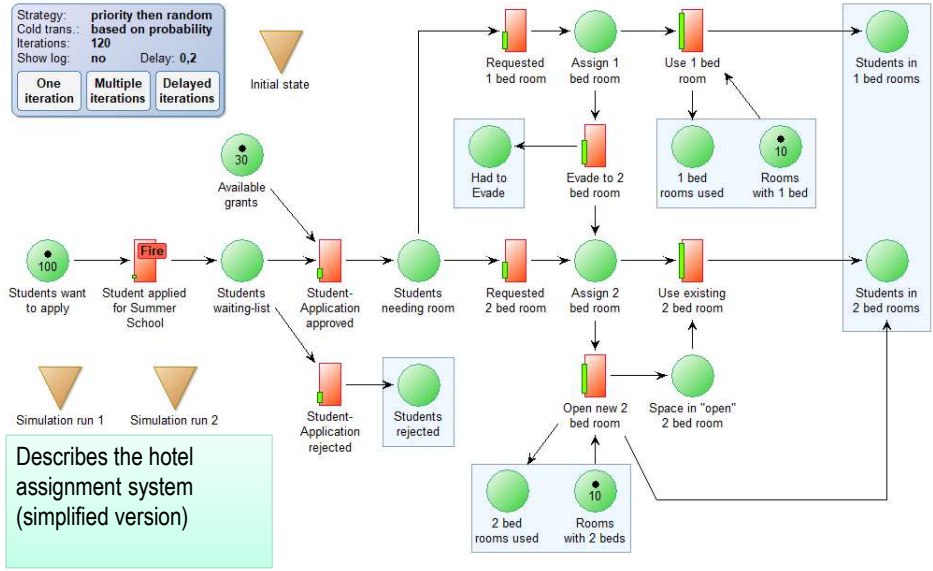 Strategy: priority then random
Cold trans.: based on probability
Iterations: 120
Show log: no Delay: 0,2
One
iteration
Multiple
iterations
Delayed
iterations
Initial state
Requested
1 bed room
Assign 1
bed room
Use 1 bed
room
Students in
1 bed rooms
30
Available
grants
Had to
Evade
Evade to 2
bed room
1 bed
rooms used
10
Rooms
with 1 bed
100
Students want
to apply
Fire
Student applied
for Summer
School
Students
waiting-list
Student-
Application
approved
Students
needing room
Requested
2 bed room
Assign 2
bed room
Use existing
2 bed room
Students in
2 bed rooms
Simulation run 1
Simulation run 2
Student-
Application
rejected
Students
rejected
Open new 2
bed room
Space in "open"
2 bed room
Describes the hotel
assignment system
(simplified version)
2 bed
rooms used
10
Rooms
with 2 beds